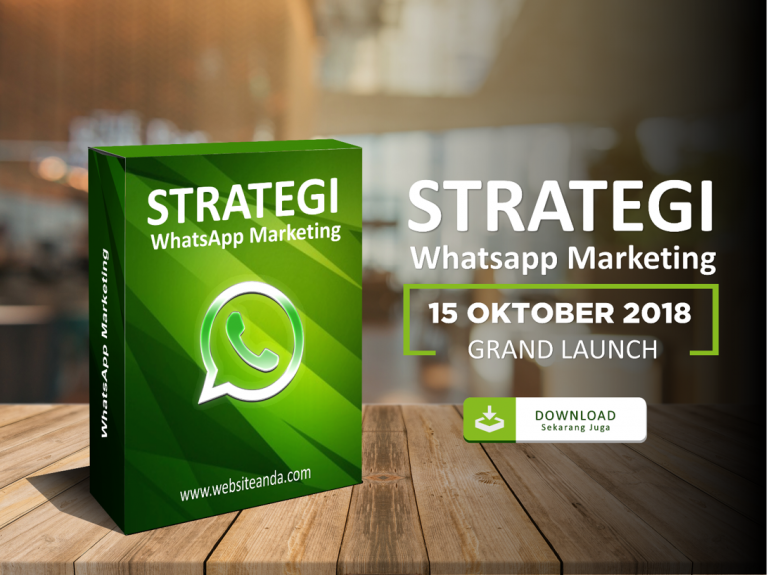 STRATEGI
WhatsApp Marketing
WhatsApp Marketing
www.websiteanda.com
STRATEGI
Whatsapp Marketing
15 OKTOBER 2018
GRAND LAUNCH
DOWNLOAD
Sekarang Juga